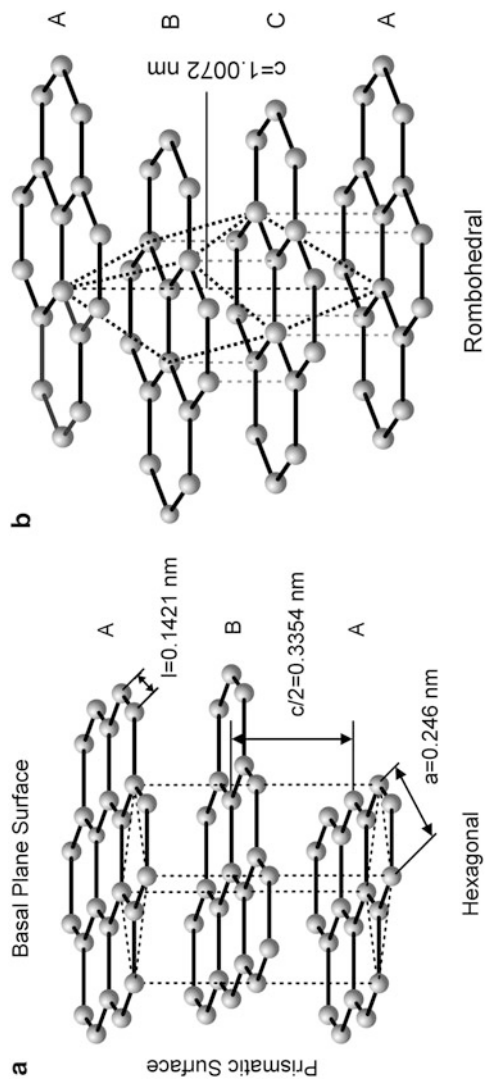 a
Basal Plane Surface
Prismatic Surface
A
l=0.1421 nm
B
c/2=0.3354 nm
A
a=0.246 nm
Hexagonal
b
A
B
c=1.0072 nm
C
A
Rombohedral